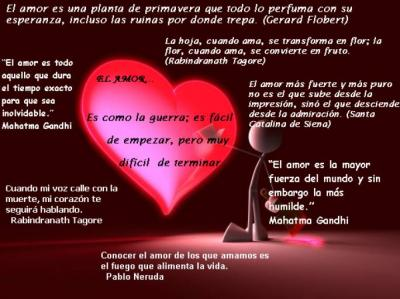 El amor es una planta de primavera que todo lo perfuma con su
esperanza, incluso las ruinas por donde trepa. (Gerard Flobert)
La hoja, cuando ama, se transforma en flor; la
flor, cuando ama, se convierte en fruto.
(Rabindranath Tagore)
"El amor es todo
aquello que dura
el tiempo exacto
para que sea
inolvidable."
Mahatma Gandhi
EL AMOR,..
Es como la guerra; es fácil
de empezar, pero muy
difícil de terminar
El amor más fuerte y más puro
no es el que sube desde la
impresión, sinó el que desciende
desde la admiración. (Santa
Catalina de Siena)
"El amor es la mayor
fuerza del mundo y sin
embargo la más
humilde."
Mahatma Gandhi
Cuando mi voz calle con la
muerte, mi corazón te
seguirá hablando.
Rabindranath Tagore
Conocer el amor de los que amamos es
el fuego que alimenta la vida.
Pablo Neruda